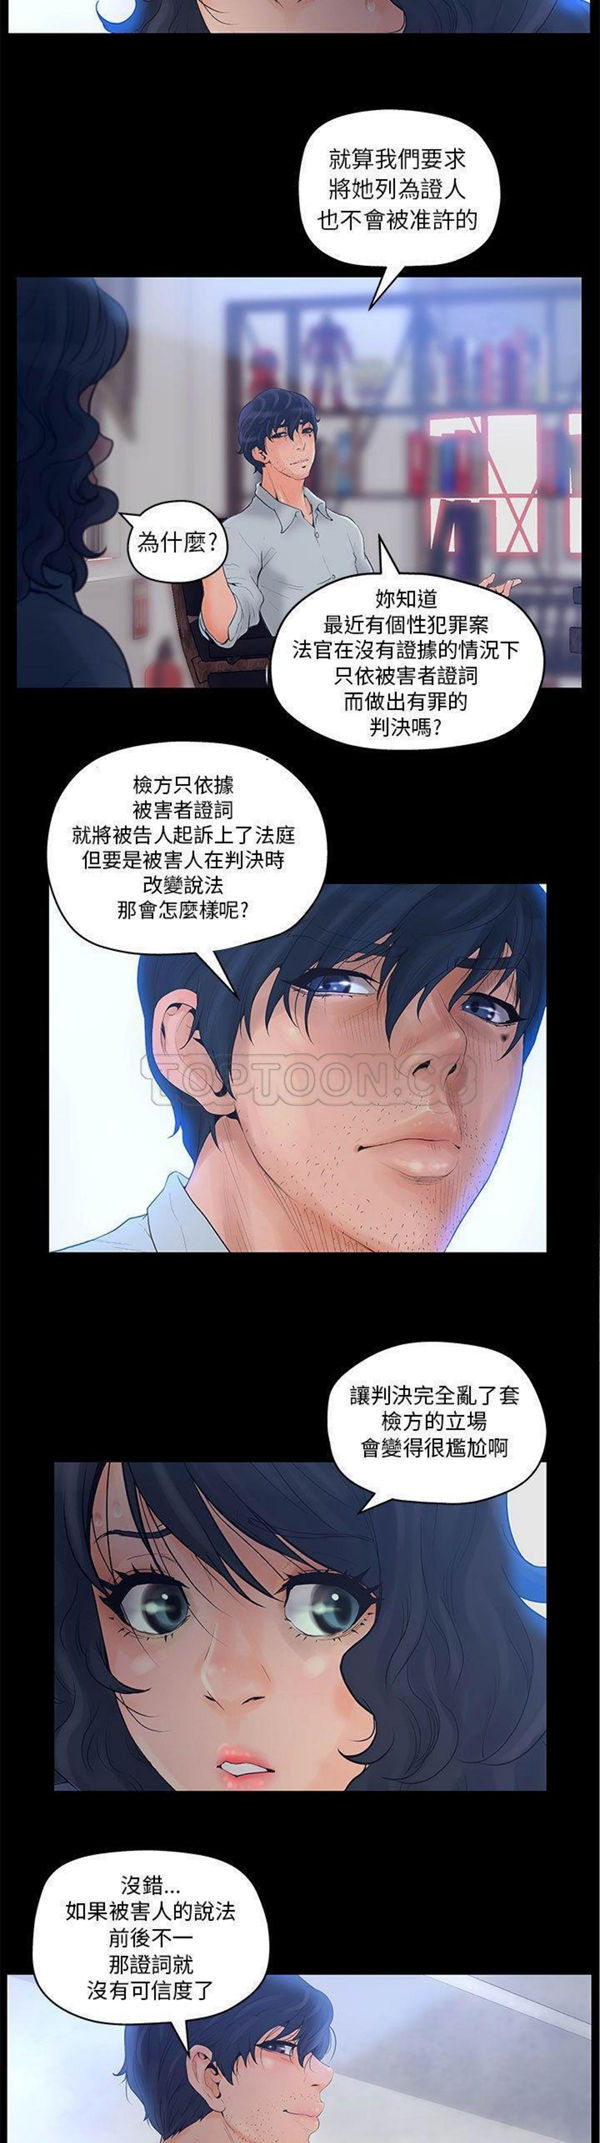 就算我們要求
將她列為證人
也不會被准許的
為什麼?
妳知道
最近有個性犯罪案
法官在沒有證據的情況下
只依被害者證詞
而做出有罪的
判決嗎?
檢方只依據
被害者證詞
就將被告人起訴上了法庭
但要是被害人在判決時
改變說法
那會怎麼樣呢?
TOPTOON.CO
讓判決完全亂了套
檢方的立場
會變得很尷尬啊
沒錯...
如果被害人的說法
前後不一
那證詞就
沒有可信度了